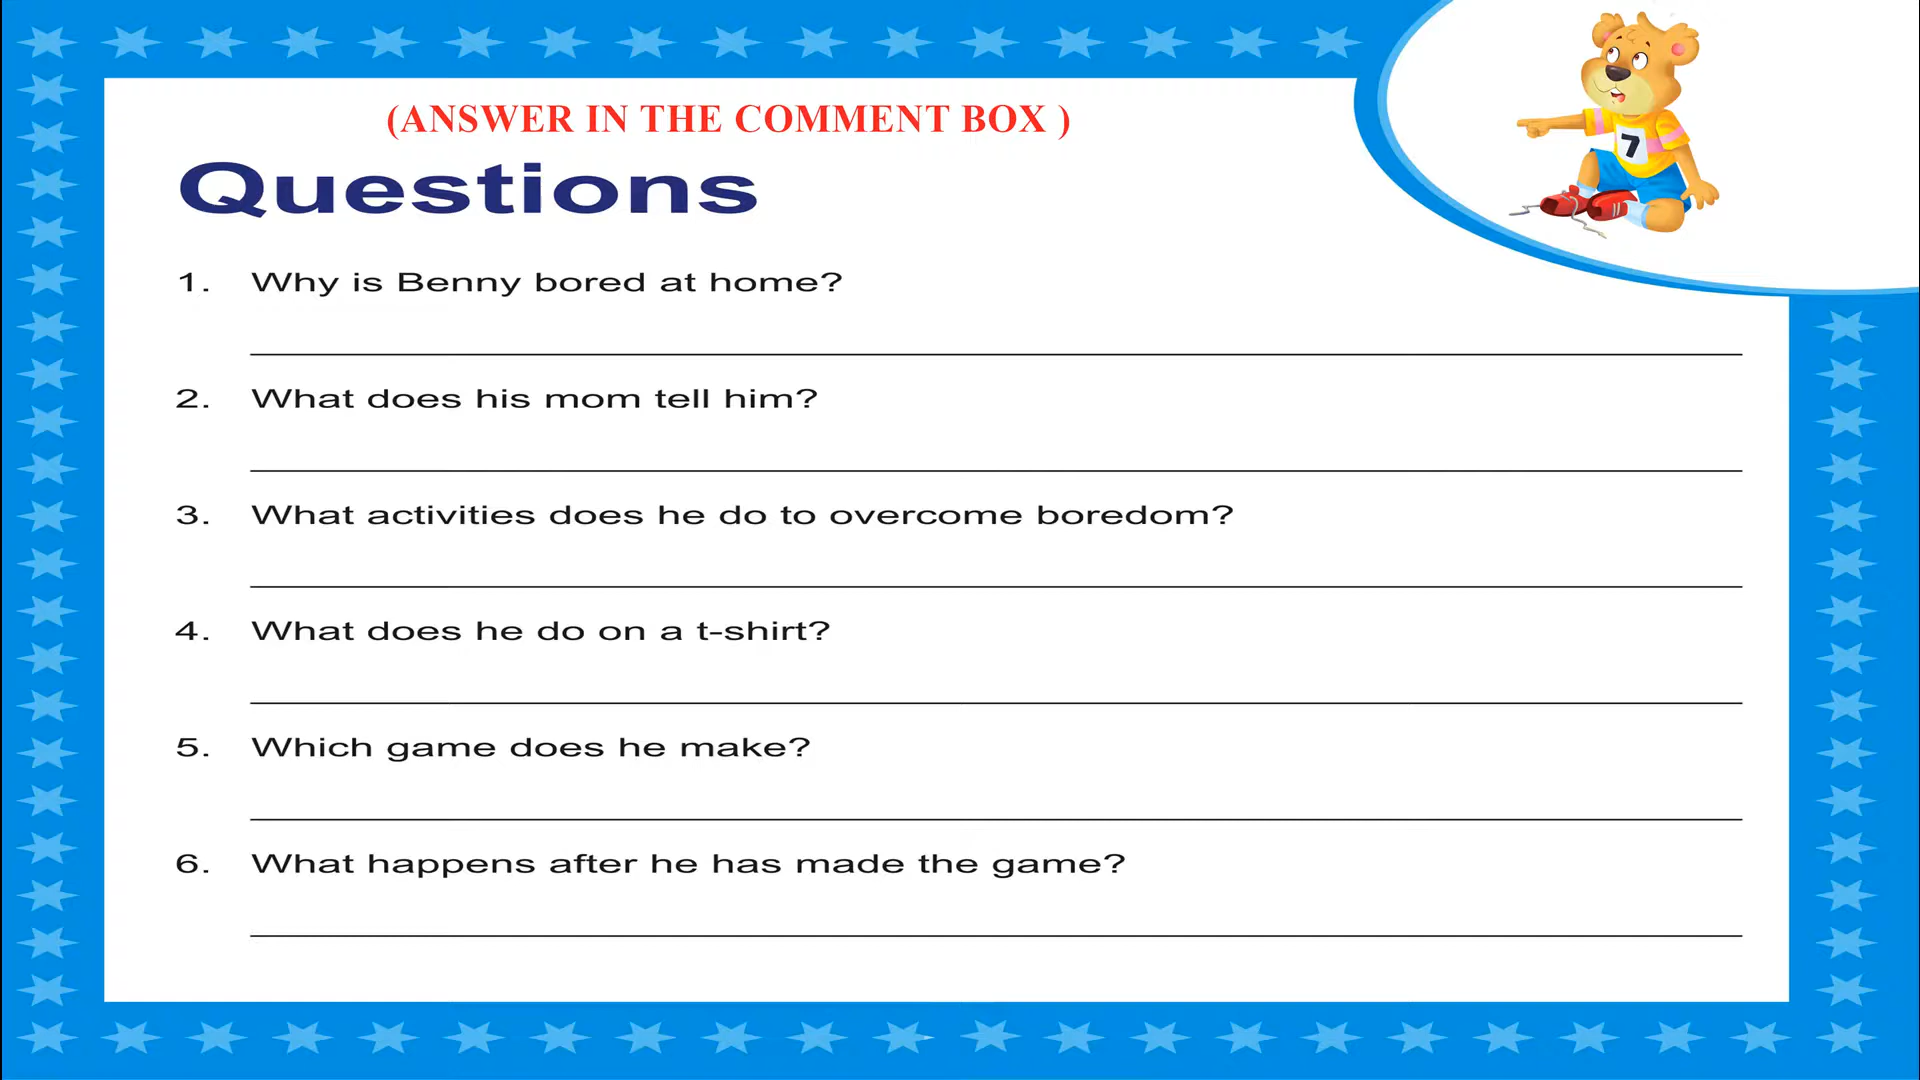 (ANSWER IN THE COMMENT BOX )
Questions
7
1. Why is Benny bored at home?
2. What does his mom tell him?
3. What activities does he do to overcome boredom?
4. What does he do on a t-shirt?
5. Which game does he make?
6. What happens after he has made the game?